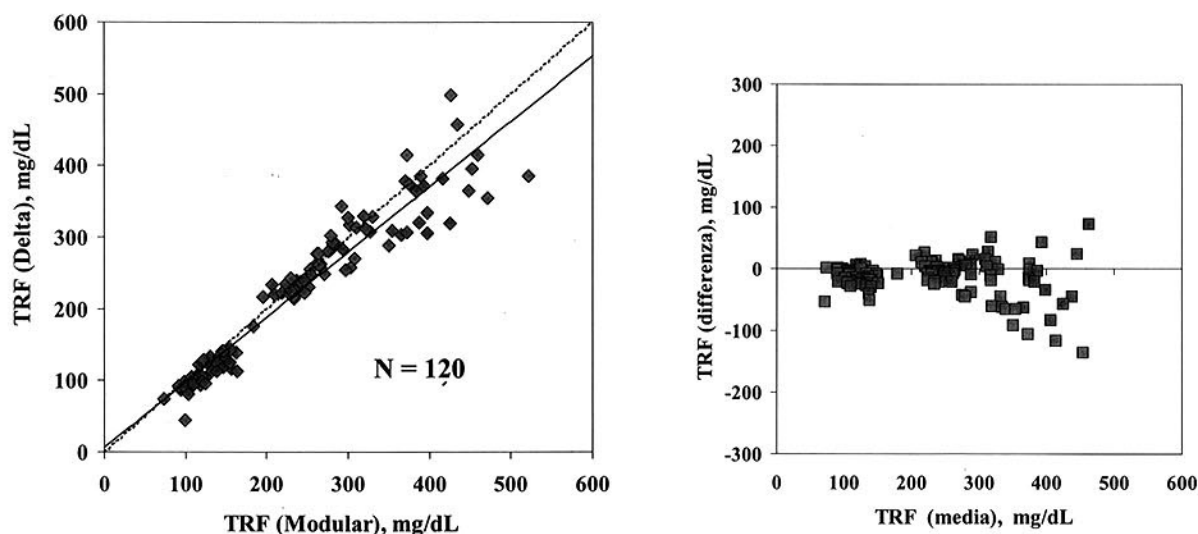 600
500
400
300
200
100
0
TRF (Delta), mg/dL
N = 120
0 100 200 300 400 500 600
TRF (Modular), mg/dL
300
200
100
0
-100
-200
-300
TRF (differenza), mg/dL
0 100 200 300 400 500 600
TRF (media), mg/dL